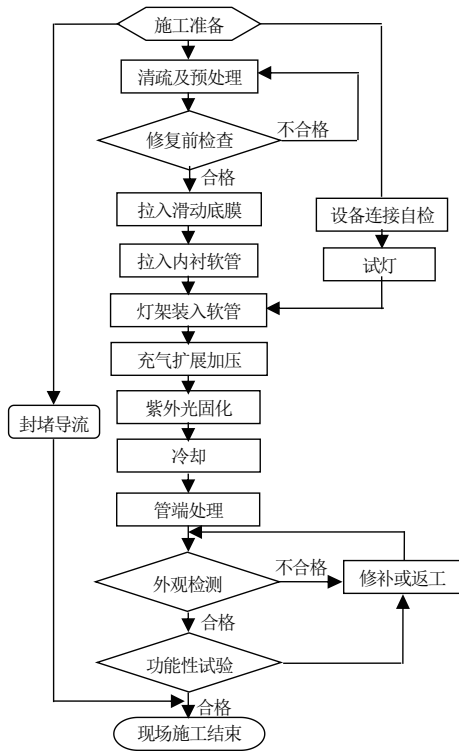 施工准备
清疏及预处理
修复前检查
不合格
合格
拉入滑动底膜
设备连接自检
拉入内衬软管
试灯
灯架装入软管
充气扩展加压
紫外光固化
封堵导流
冷却
管端处理
外观检测
不合格
修补或返工
合格
功能性试验
合格
现场施工结束